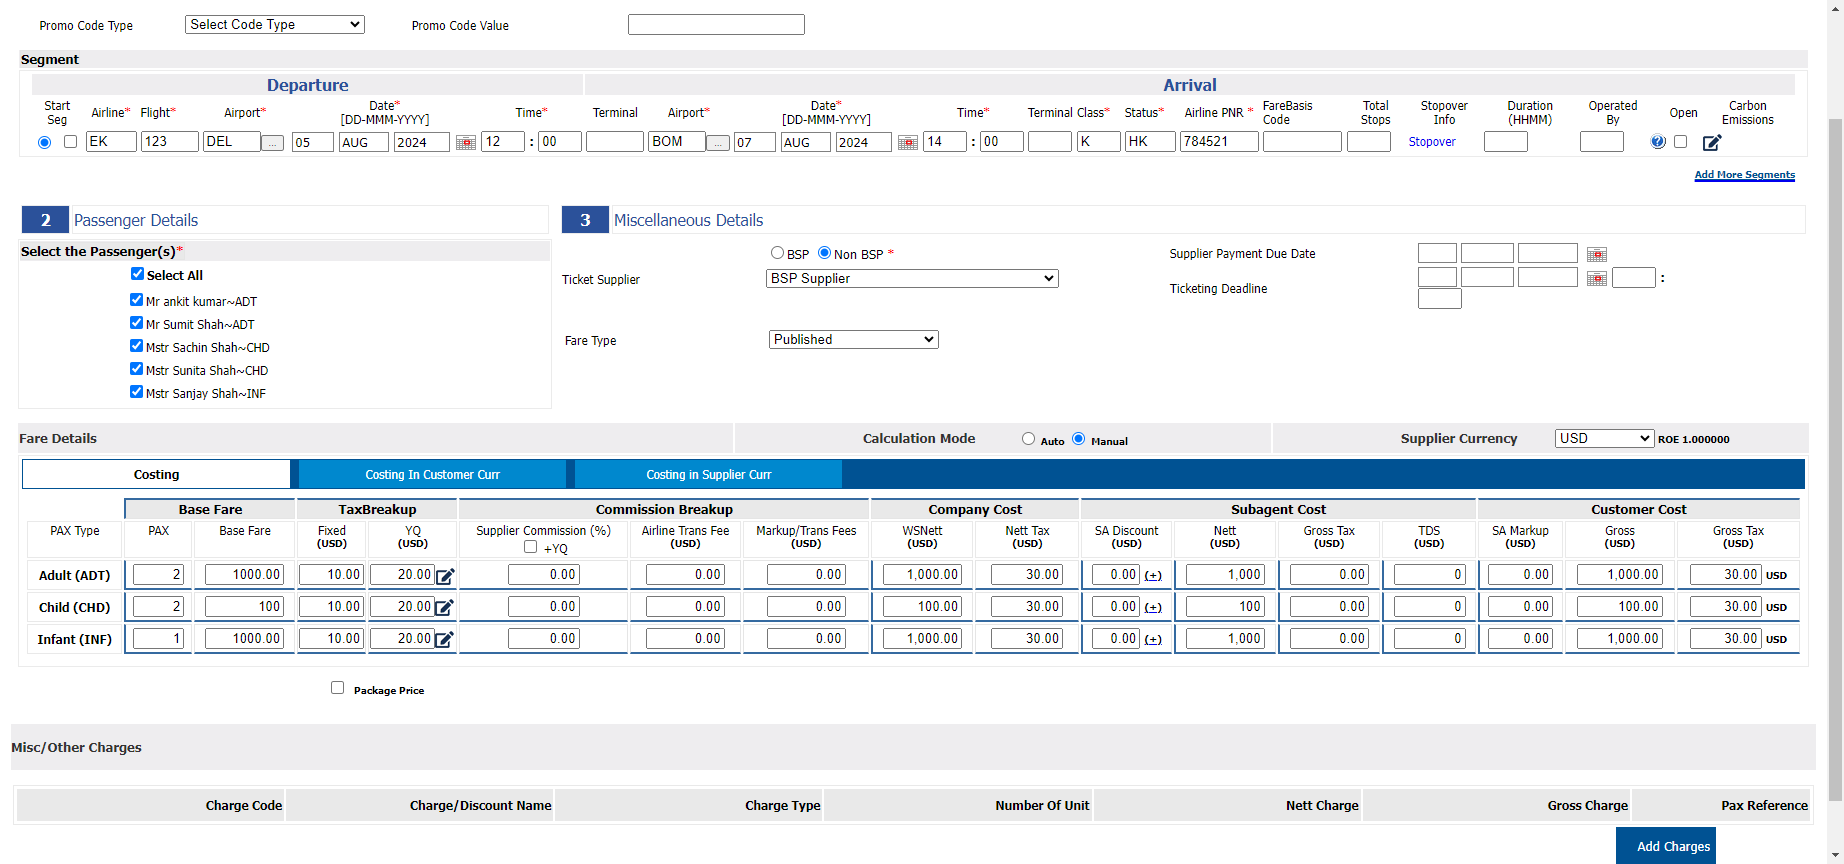 Promo Code Type Select Code Type Promo Code Value
Segment
Departure Arrival
Start Seg Airline* Flight* Airport* Date* [DD-MMM-YYYY] Time* Terminal Airport* Date* [DD-MMM-YYYY] Time* Terminal Class* Status* Airline PNR * FareBasis Code Total Stops Stopover Info Duration (HHMM) Operated By Open Carbon Emissions
EK 123 DEL ... 05 AUG 2024 12 : 00 BOM ... 07 AUG 2024 14 : 00 K HK 784521 Stopover ?
Add More Segments
2 Passenger Details 3 Miscellaneous Details
Select the Passenger(s)*
BSP Non BSP * Supplier Payment Due Date
Select All
Ticket Supplier BSP Supplier :
Ticketing Deadline
Mr ankit kumar~ADT
Mr Sumit Shah~ADT
Fare Type Published
Mstr Sachin Shah~CHD
Mstr Sunita Shah~CHD
Mstr Sanjay Shah~INF
Fare Details Calculation Mode Auto Manual Supplier Currency USD ROE 1.000000
Costing Costing In Customer Curr Costing in Supplier Curr
Base Fare TaxBreakup Commission Breakup Company Cost Subagent Cost Customer Cost
PAX Type PAX Base Fare Fixed (USD) YQ (USD) Supplier Commission (%) +YQ Airline Trans Fee (USD) Markup/Trans Fees (USD) WSNett (USD) Nett Tax (USD) SA Discount (USD) Nett (USD) Gross Tax (USD) TDS (USD) SA Markup (USD) Gross (USD) Gross Tax (USD)
Adult (ADT) 2 1000.00 10.00 20.00 0.00 0.00 0.00 1,000.00 30.00 0.00 (+) 1,000 0.00 0 0.00 1,000.00 30.00 USD
Child (CHD) 2 100 10.00 20.00 0.00 0.00 0.00 100.00 30.00 0.00 (+) 100 0.00 0 0.00 100.00 30.00 USD
Infant (INF) 1 1000.00 10.00 20.00 0.00 0.00 0.00 1,000.00 30.00 0.00 (+) 1,000 0.00 0 0.00 1,000.00 30.00 USD
Package Price
Misc/Other Charges
Charge Code Charge/Discount Name Charge Type Number Of Unit Nett Charge Gross Charge Pax Reference
Add Charges